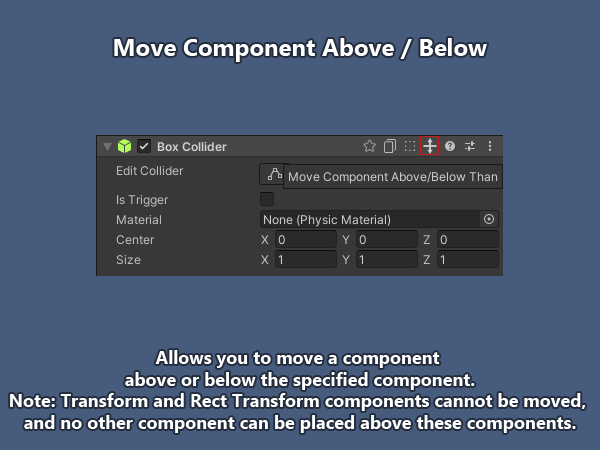 Move Component Above / Below
Box Collider
Edit Collider
Move Component Above/Below Than
Is Trigger
Material None (Physic Material)
Center X 0 Y 0 Z 0
Size X 1 Y 1 Z 1
Allows you to move a component
above or below the specified component.
Note: Transform and Rect Transform components cannot be moved,
and no other component can be placed above these components.